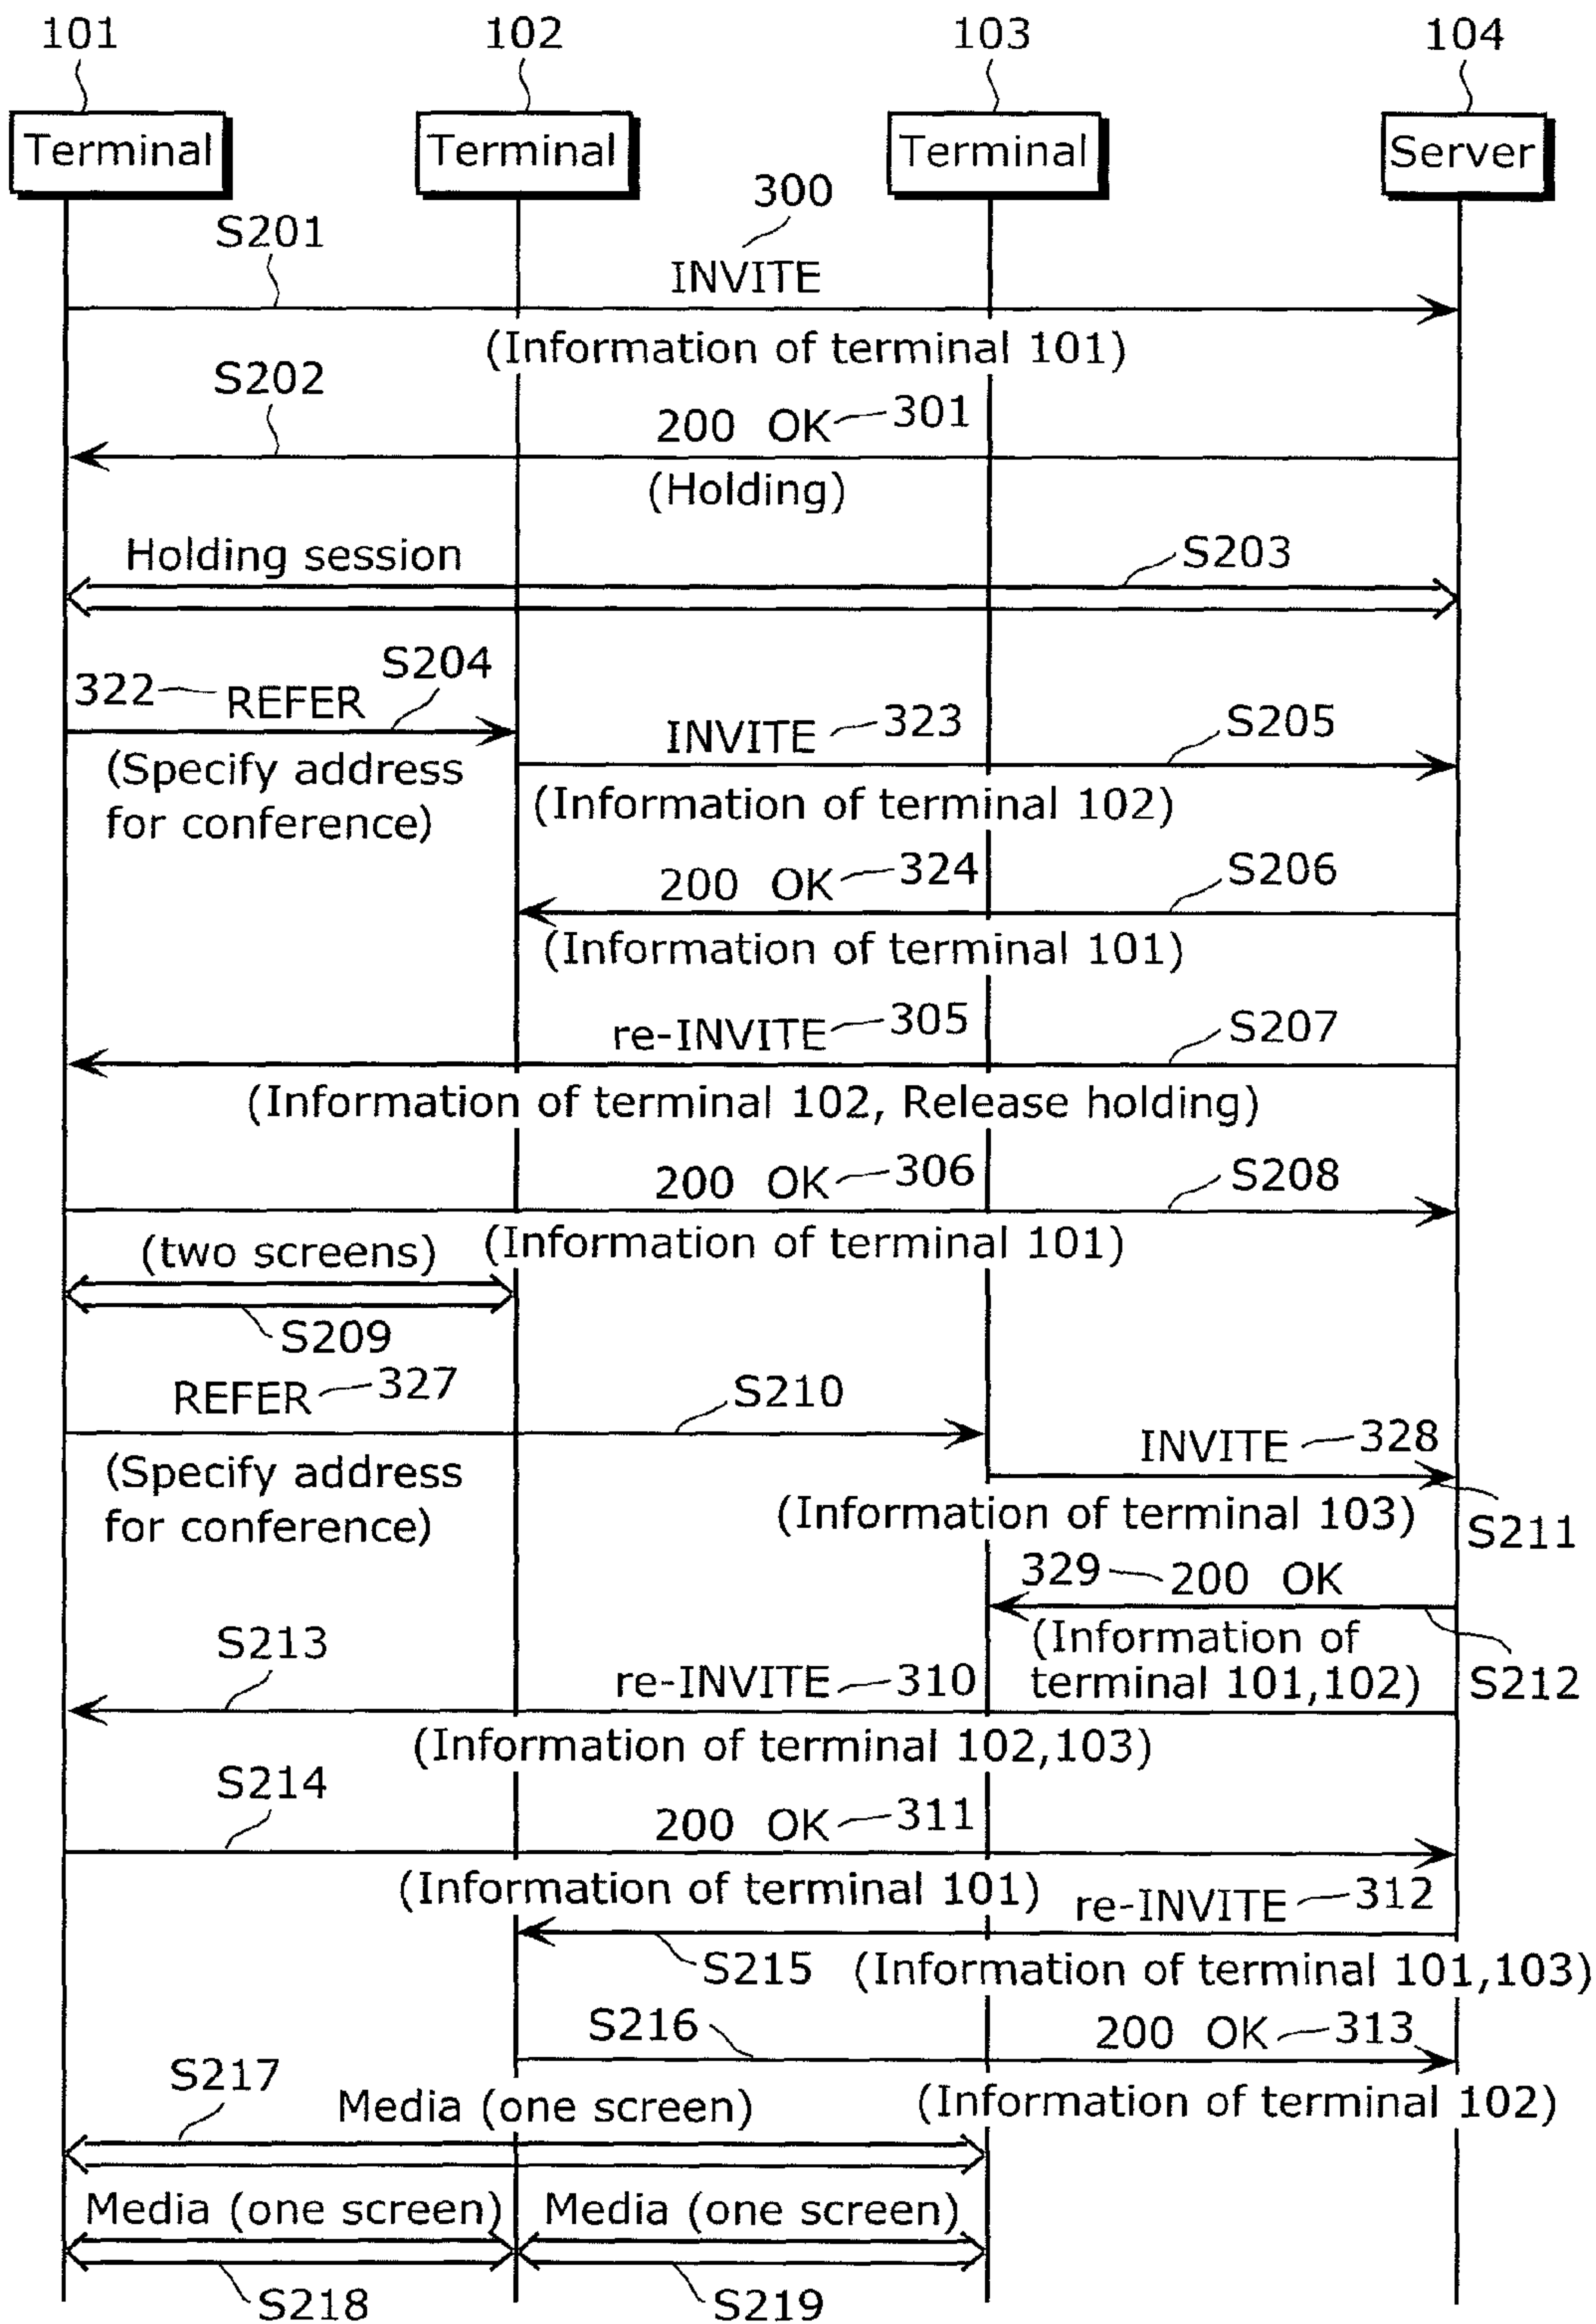 101 102 103 104
Terminal Terminal Terminal Server
300
S201
INVITE
(Information of terminal 101)
S202
200 OK 301
(Holding)
Holding session S203
S204
322 REFER
INVITE 323 S205
(Specify address
for conference)
(Information of terminal 102)
200 OK 324 S206
(Information of terminal 101)
re-INVITE 305 S207
(Information of terminal 102, Release holding)
200 OK 306 S208
(two screens) (Information of terminal 101)
S209
REFER 327 S210
INVITE 328
(Specify address
for conference)
(Information of terminal 103) S211
329 200 OK
(Information of
terminal 101,102) S212
S213
re-INVITE 310
(Information of terminal 102,103)
S214
200 OK 311
(Information of terminal 101) re-INVITE 312
S215 (Information of terminal 101,103)
S216 200 OK 313
S217
Media (one screen) (Information of terminal 102)
Media (one screen) Media (one screen)
S218 S219